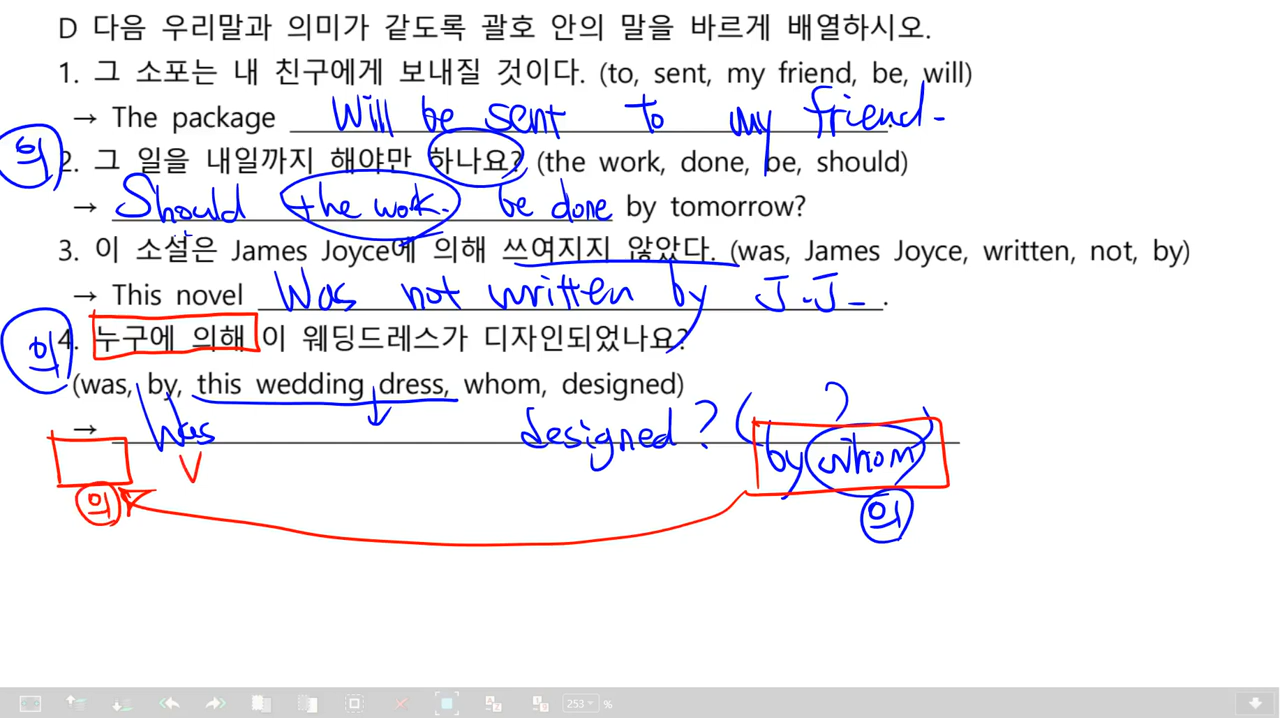 D 다음 우리말과 의미가 같도록 괄호 안의 말을 바르게 배열하시오.
1. 그 소포는 내 친구에게 보내질 것이다. (to, sent, my friend, be, will)
→ The package Will be sent to my friend.
의
2. 그 일을 내일까지 해야만 하나요? (the work, done, be, should)
→ Should the work be done by tomorrow?
3. 이 소설은 James Joyce에 의해 쓰여지지 않았다. (was, James Joyce, written, not, by)
→ This novel Was not written by J.J.
의
4. 누구에 의해 이 웨딩드레스가 디자인되었나요?
(was, by, this wedding dress, whom, designed)
→ Was designed? ( by whom ) ?
V
의 의
253 %